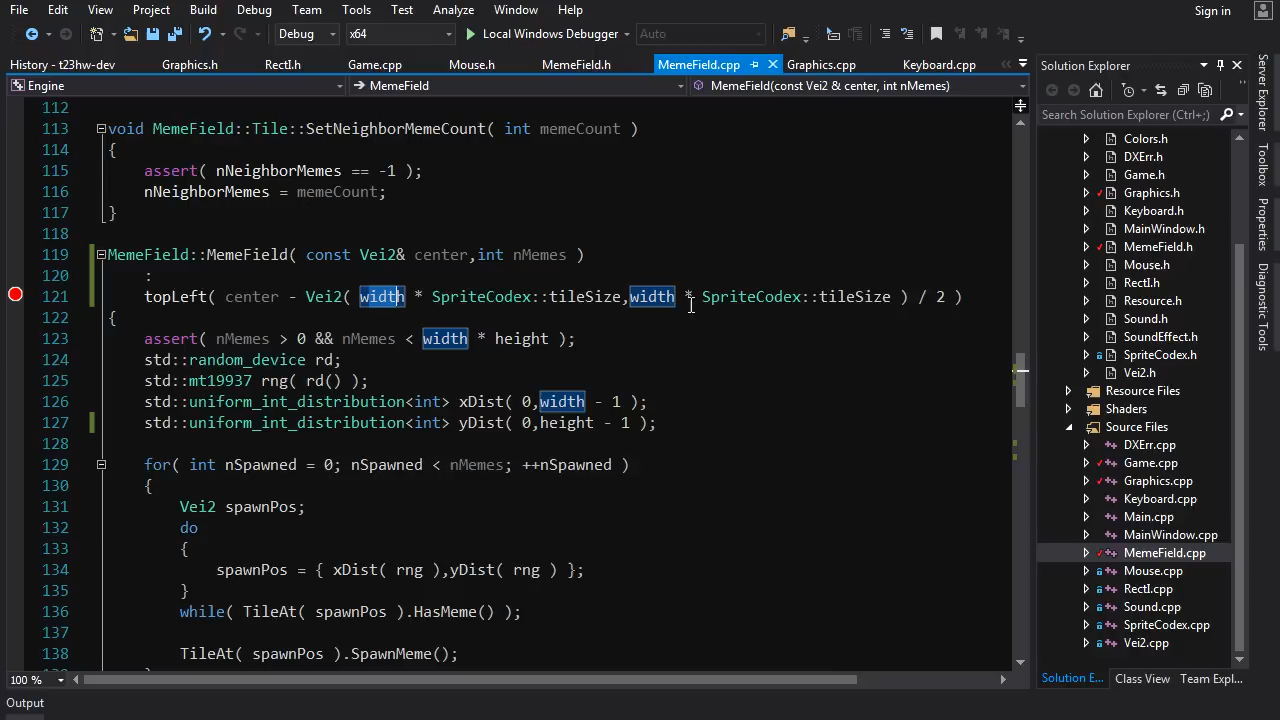 File Edit View Project Build Debug Team Tools Test Analyze Window Help Sign in
Debug x64 Local Windows Debugger Auto
History - t23hw-dev Graphics.h RectI.h Game.cpp Mouse.h MemeField.h MemeField.cpp Graphics.cpp Keyboard.cpp
Engine MemeField MemeField(const Vei2 & center, int nMemes)
112
113 void MemeField::Tile::SetNeighborMemeCount( int memeCount )
114 {
115 assert( nNeighborMemes == -1 );
116 nNeighborMemes = memeCount;
117 }
118
119 MemeField::MemeField( const Vei2& center,int nMemes )
120 :
121 topLeft( center - Vei2( width * SpriteCodex::tileSize,width * SpriteCodex::tileSize ) / 2 )
122 {
123 assert( nMemes > 0 && nMemes < width * height );
124 std::random_device rd;
125 std::mt19937 rng( rd() );
126 std::uniform_int_distribution<int> xDist( 0,width - 1 );
127 std::uniform_int_distribution<int> yDist( 0,height - 1 );
128
129 for( int nSpawned = 0; nSpawned < nMemes; ++nSpawned )
130 {
131 Vei2 spawnPos;
132 do
133 {
134 spawnPos = { xDist( rng ),yDist( rng ) };
135 }
136 while( TileAt( spawnPos ).HasMeme() );
137
138 TileAt( spawnPos ).SpawnMeme();
100 %
Output
Solution Explorer
Search Solution Explorer (Ctrl+;)
Colors.h
DXErr.h
Game.h
Graphics.h
Keyboard.h
MainWindow.h
MemeField.h
Mouse.h
RectI.h
Resource.h
Sound.h
SoundEffect.h
SpriteCodex.h
Vei2.h
Resource Files
Shaders
Source Files
DXErr.cpp
Game.cpp
Graphics.cpp
Keyboard.cpp
Main.cpp
MainWindow.cpp
MemeField.cpp
Mouse.cpp
RectI.cpp
Sound.cpp
SpriteCodex.cpp
Vei2.cpp
Solution E... Class View Team Expl...
Server Explorer
Toolbox
Properties
Diagnostic Tools